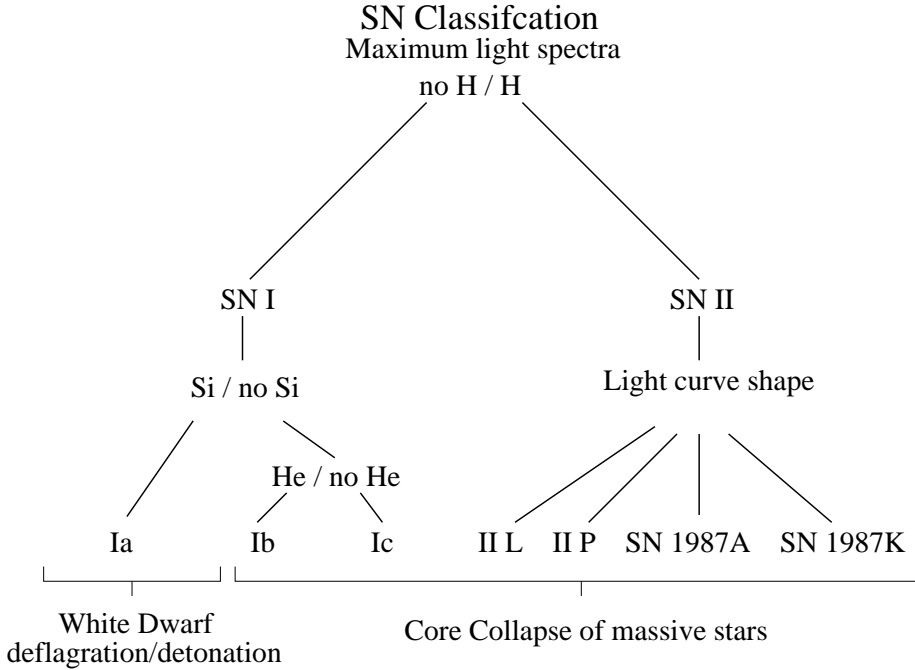 SN Classifcation
Maximum light spectra
no H / H
SN I
SN II
Si / no Si
Light curve shape
He / no He
Ia
Ib
Ic
II L
II P
SN 1987A
SN 1987K
White Dwarf
deflagration/detonation
Core Collapse of massive stars